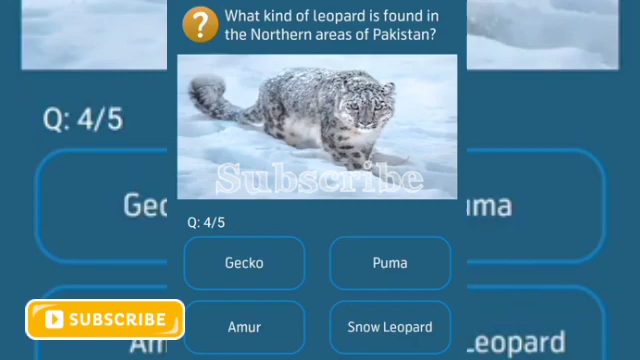 ?
What kind of leopard is found in
the Northern areas of Pakistan?
Subscribe
Q: 4/5
Q: 4/5
Gecko
Puma
Amur
Snow Leopard
SUBSCRIBE
Leopard